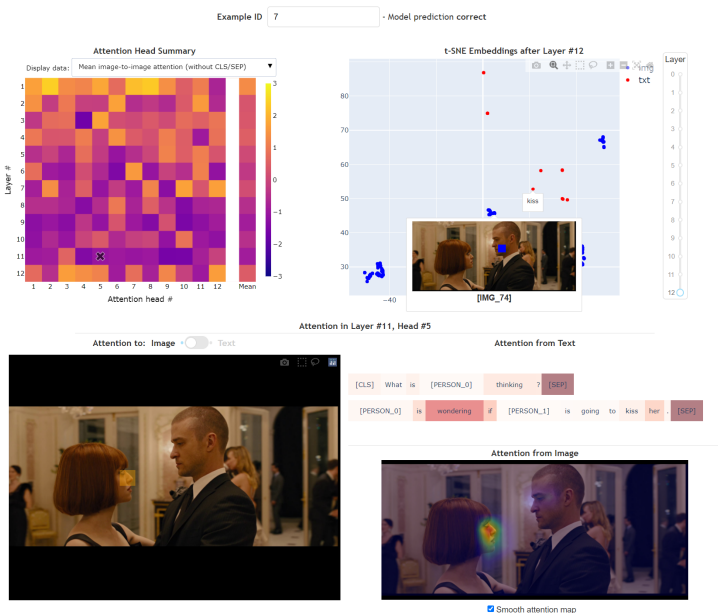 Example ID 7 - Model prediction correct
Attention Head Summary
Display data: Mean image-to-image attention (without CLS/SEP)
1
2
3
4
5
6
7
8
9
10
11
12
Layer #
1 2 3 4 5 6 7 8 9 10 11 12 Mean
Attention head #
3
2
1
0
−1
−2
−3
t-SNE Embeddings after Layer #12
img
txt
80
70
60
50
40
30
−40
kiss
[IMG_74]
Layer
0
1
2
3
4
5
6
7
8
9
10
11
12
Attention in Layer #11, Head #5
Attention to: Image Text
Attention from Text
[CLS] What is [PERSON_0] thinking ? [SEP]
[PERSON_0] is wondering if [PERSON_1] is going to kiss her . [SEP]
Attention from Image
Smooth attention map